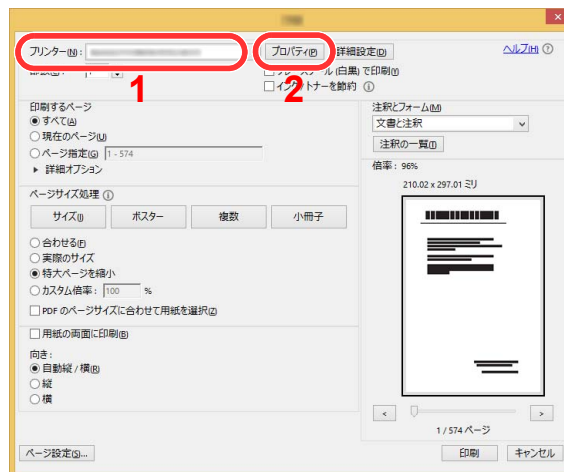 プリンター(N):
プロパティ(P)
詳細設定(D)
ヘルプ(H)
1
2
(白黒)で印刷(Y)
インク/トナーを節約
印刷するページ
すべて(A)
現在のページ(U)
ページ指定(G) 1 - 574
詳細オプション
ページサイズ処理
サイズ(I) ポスター 複数 小冊子
合わせる(F)
実際のサイズ
特大ページを縮小
カスタム倍率: 100 %
PDF のページサイズに合わせて用紙を選択(Z)
用紙の両面に印刷(B)
向き:
自動縦 / 横(R)
縦
横
注釈とフォーム(M)
文書と注釈
注釈の一覧(T)
倍率: 96%
210.02 x 297.01 ミリ
< >
1 / 574 ページ
ページ設定(S)... 印刷 キャンセル